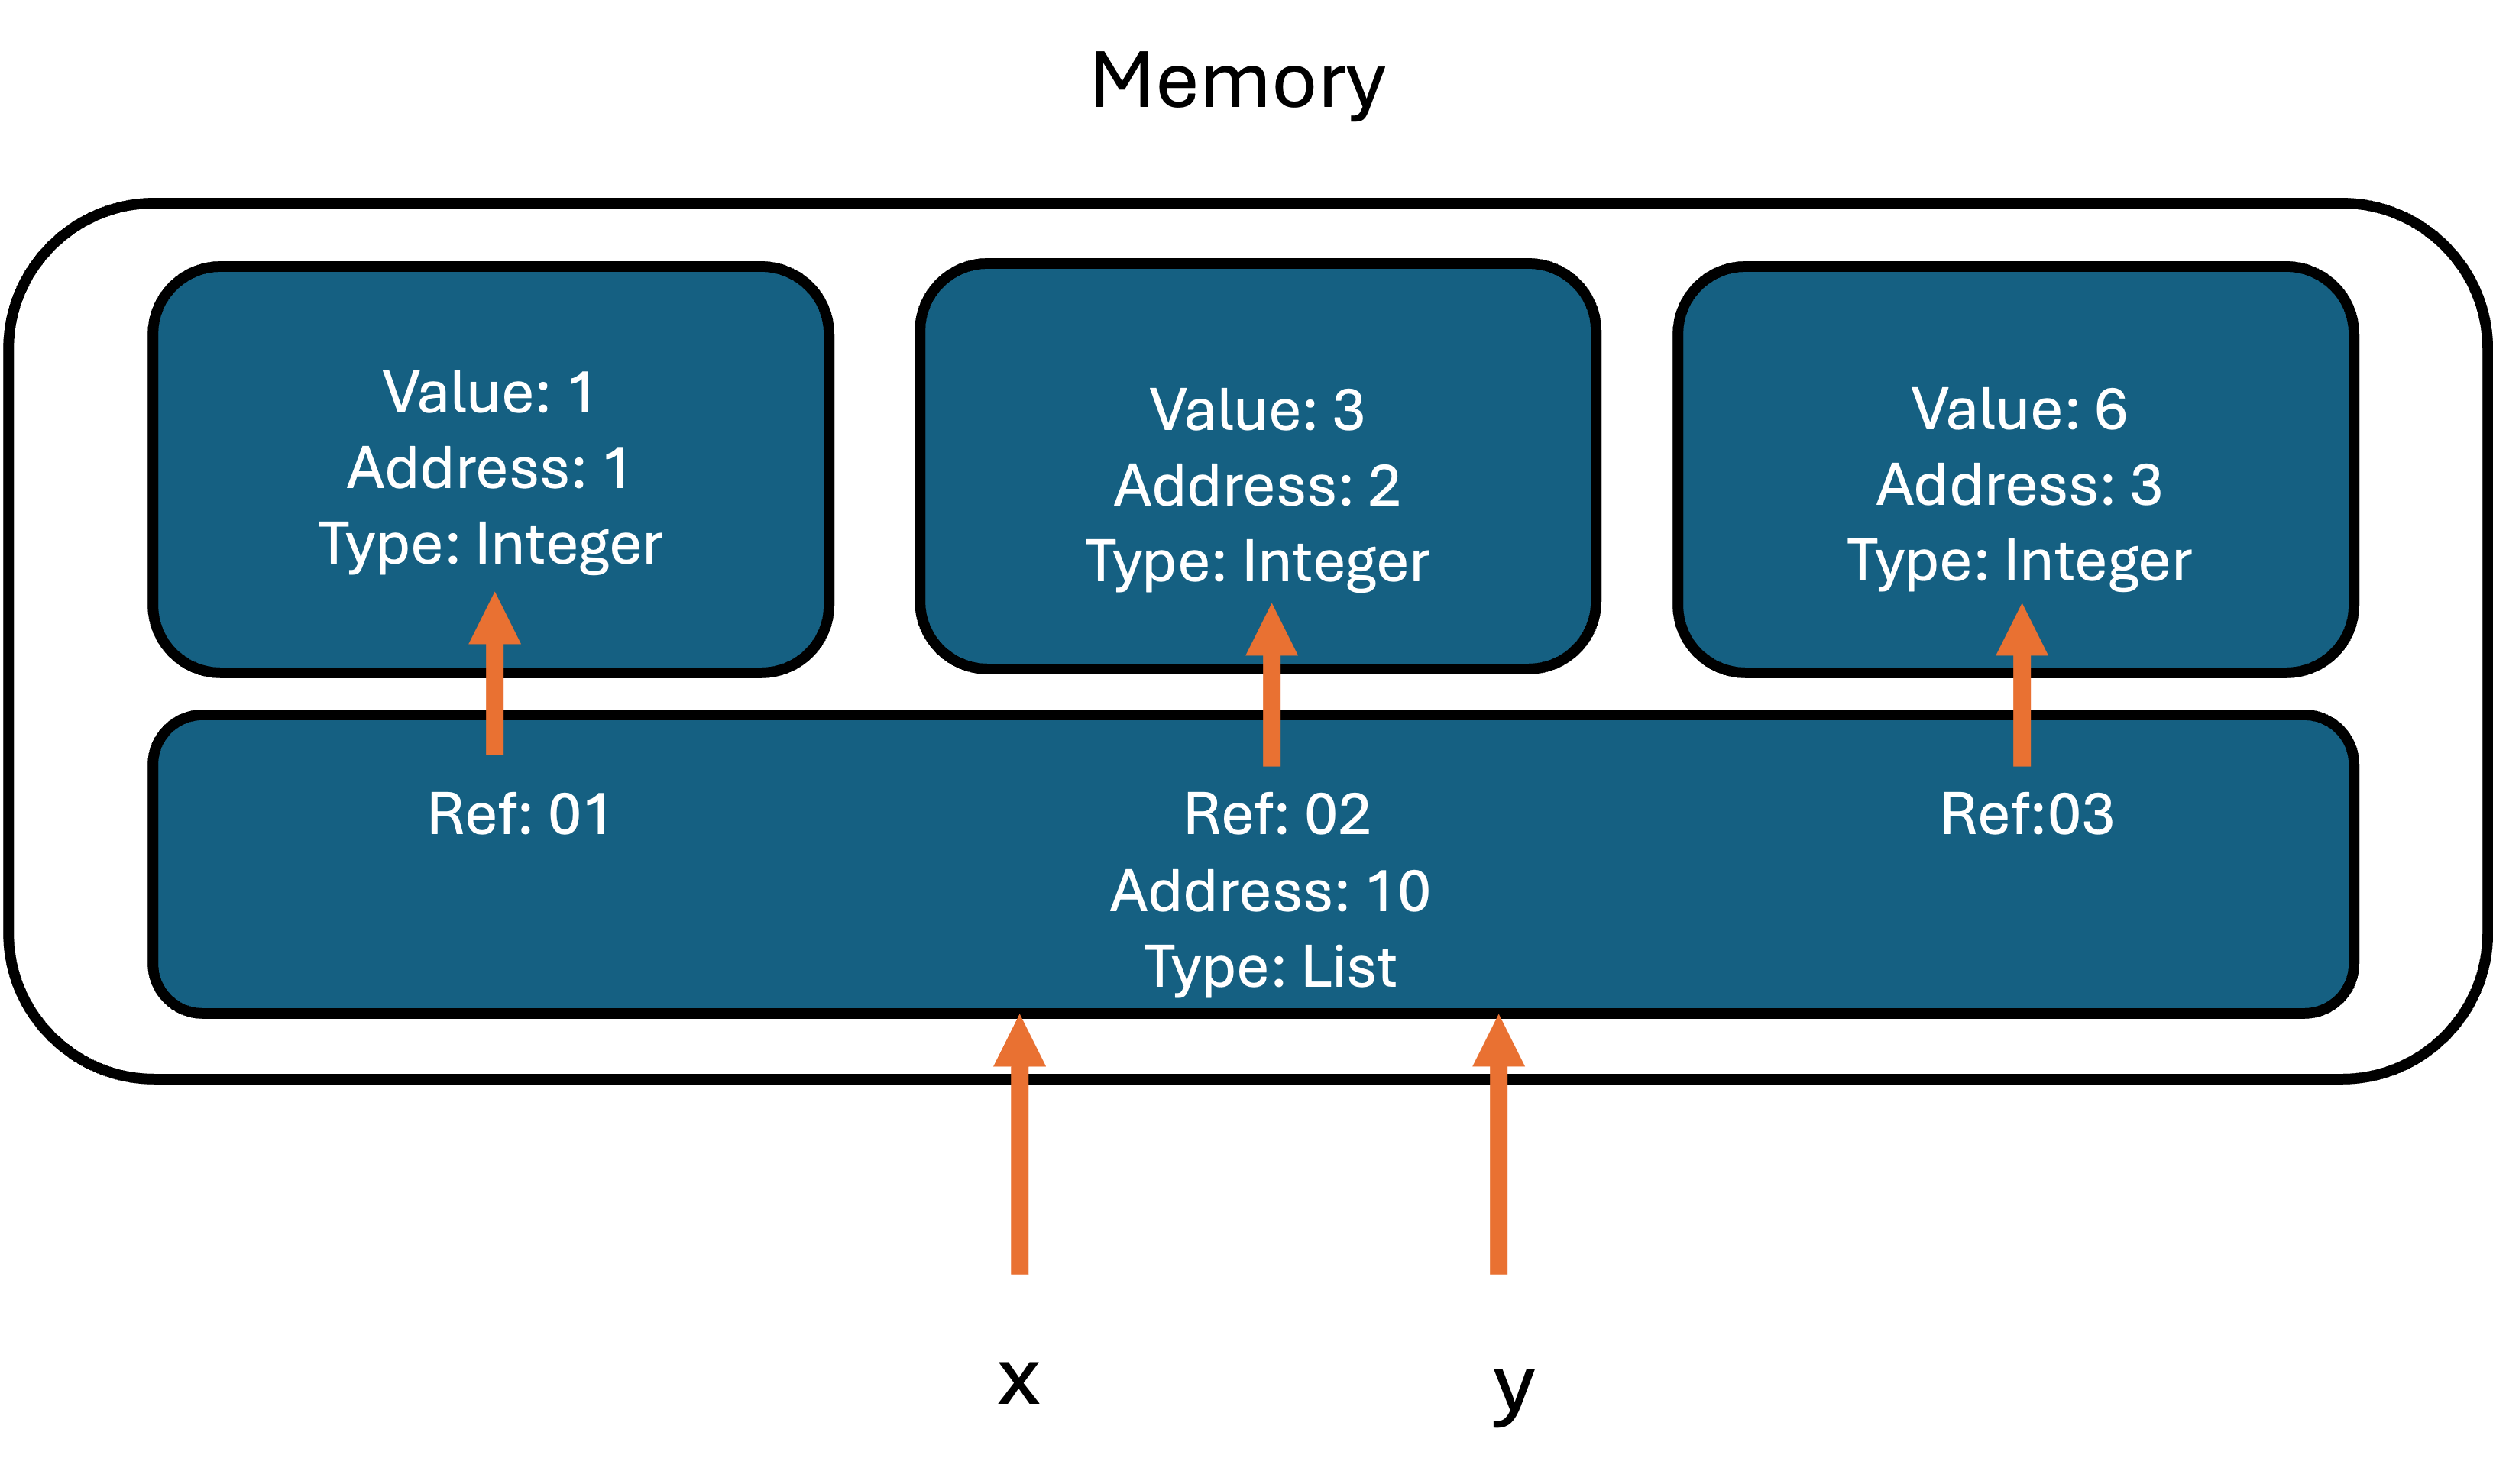 Memory
Value: 1
Address: 1
Type: Integer
Value: 3
Address: 2
Type: Integer
Value: 6
Address: 3
Type: Integer
Ref: 01
Ref: 02
Ref:03
Address: 10
Type: List
x
y